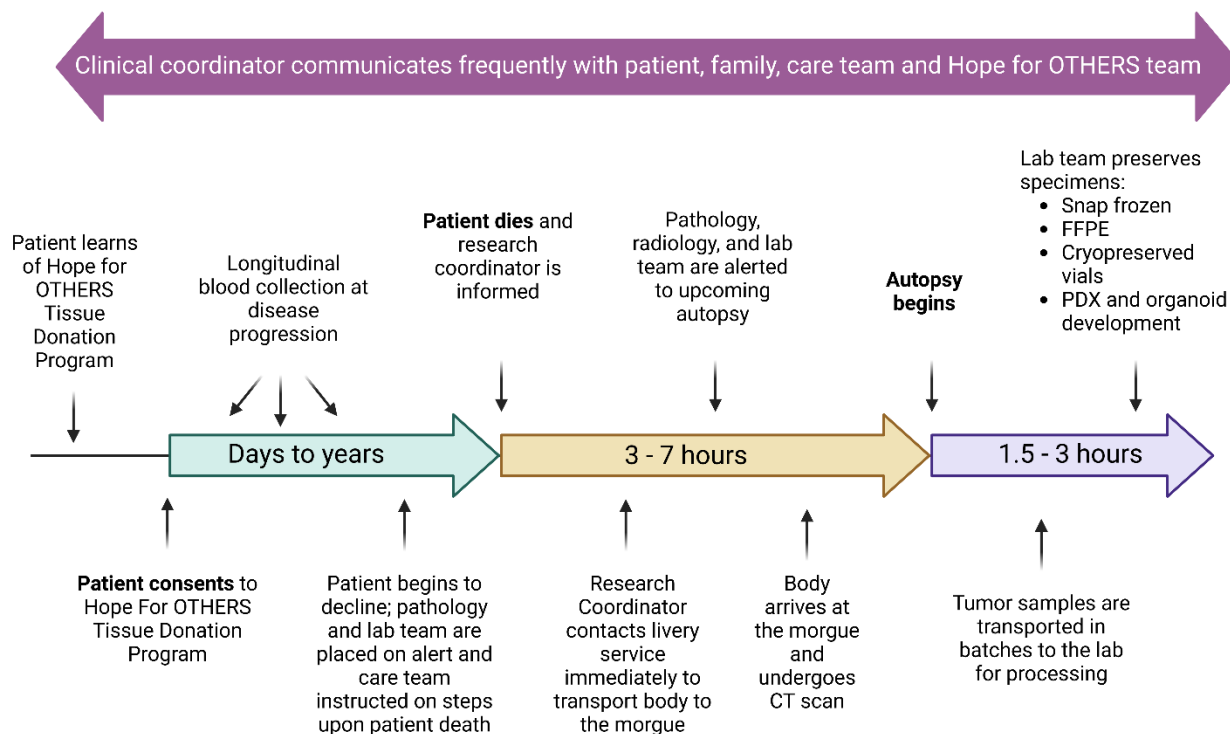 Clinical coordinator communicates frequently with patient, family, care team and Hope for OTHERS team
Patient learns
of Hope for
OTHERS
Tissue
Donation
Program
Longitudinal
blood collection at
disease
progression
Patient dies and
research
coordinator is
informed
Pathology,
radiology, and lab
team are alerted
to upcoming
autopsy
Autopsy
begins
Lab team preserves
specimens:
• Snap frozen
• FFPE
• Cryopreserved
vials
• PDX and organoid
development
Days to years
3 - 7 hours
1.5 - 3 hours
Patient consents to
Hope For OTHERS
Tissue Donation
Program
Patient begins to
decline; pathology
and lab team are
placed on alert and
care team
instructed on steps
upon patient death
Research
Coordinator
contacts livery
service
immediately to
transport body to
the morgue
Body
arrives at
the morgue
and
undergoes
CT scan
Tumor samples are
transported in
batches to the lab
for processing